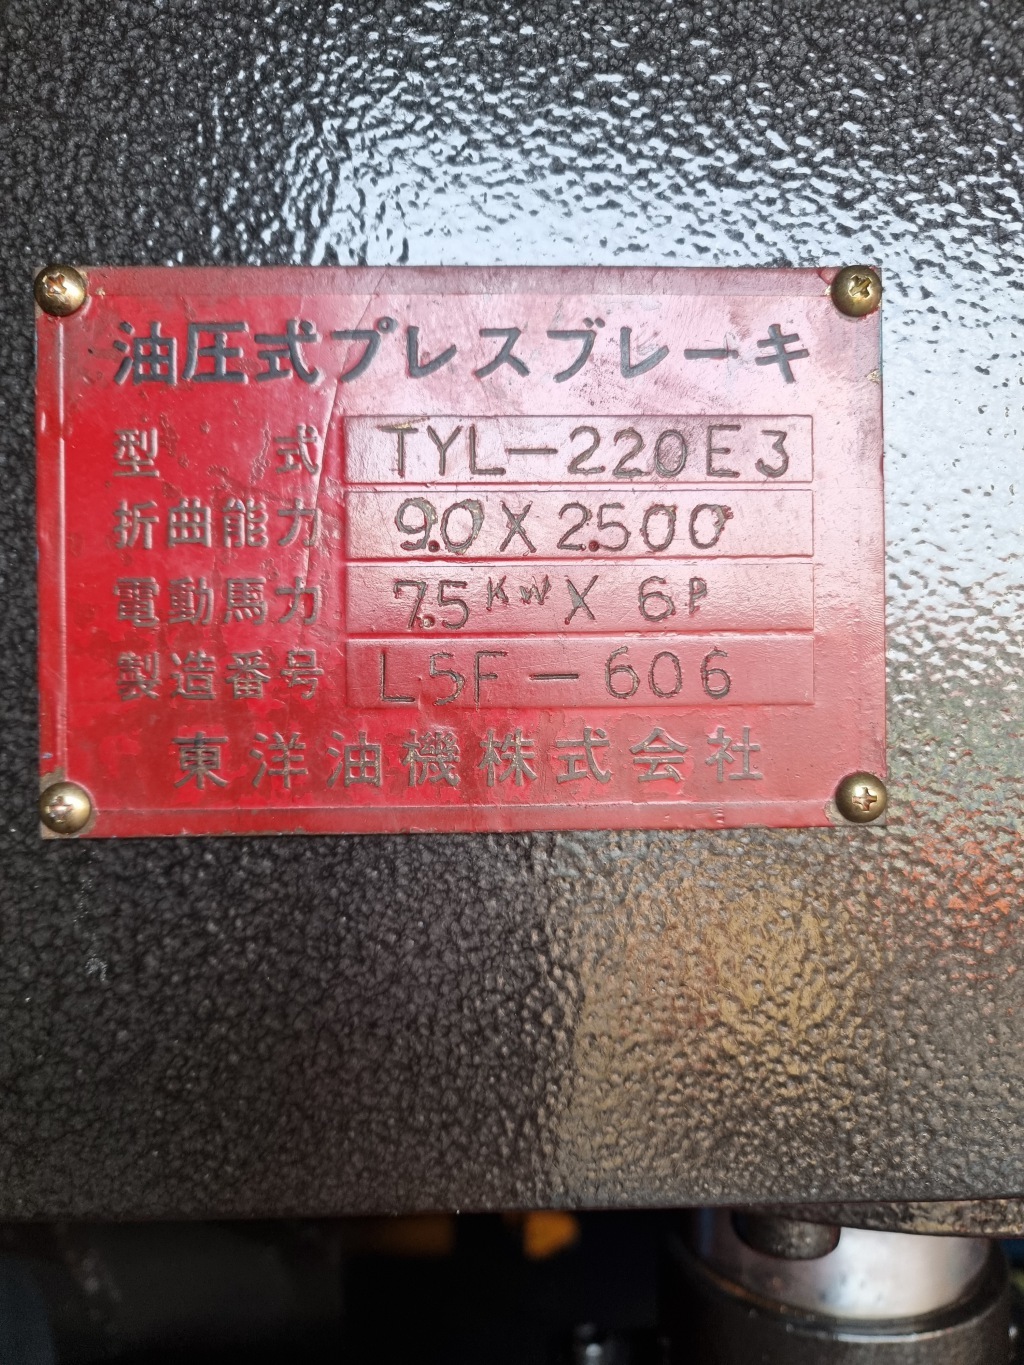 油圧式プレスブレーキ
型式 TYL-220E3
折曲能力 9.0X2500
電動馬力 7.5KWX6P
製造番号 L5F-606
東洋油機株式会社